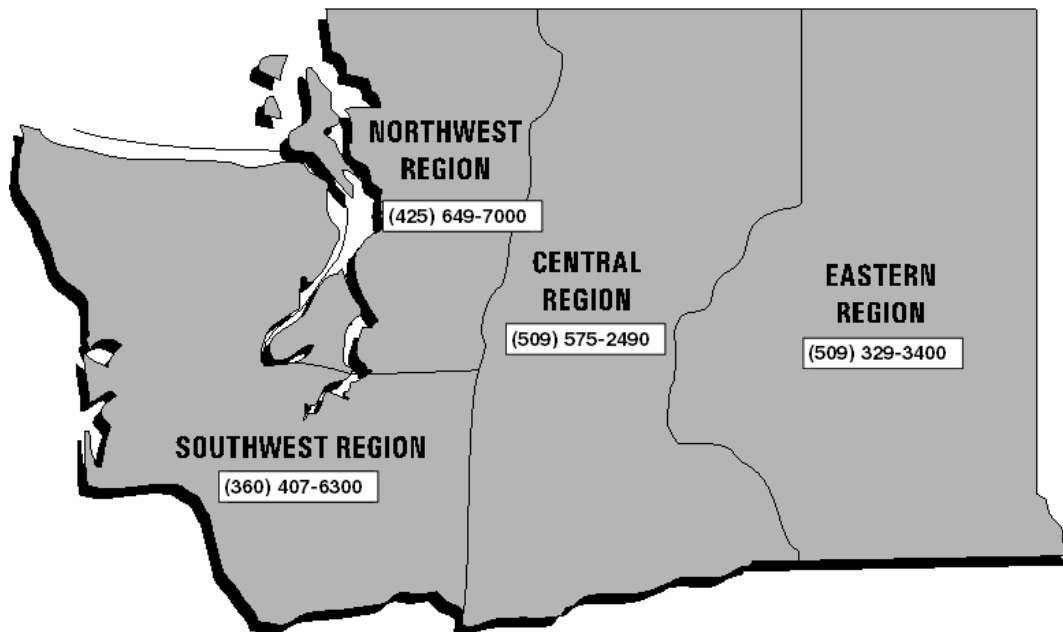 NORTHWEST
REGION
(425) 649-7000
CENTRAL
REGION
(509) 575-2490
EASTERN
REGION
(509) 329-3400
SOUTHWEST REGION
(360) 407-6300